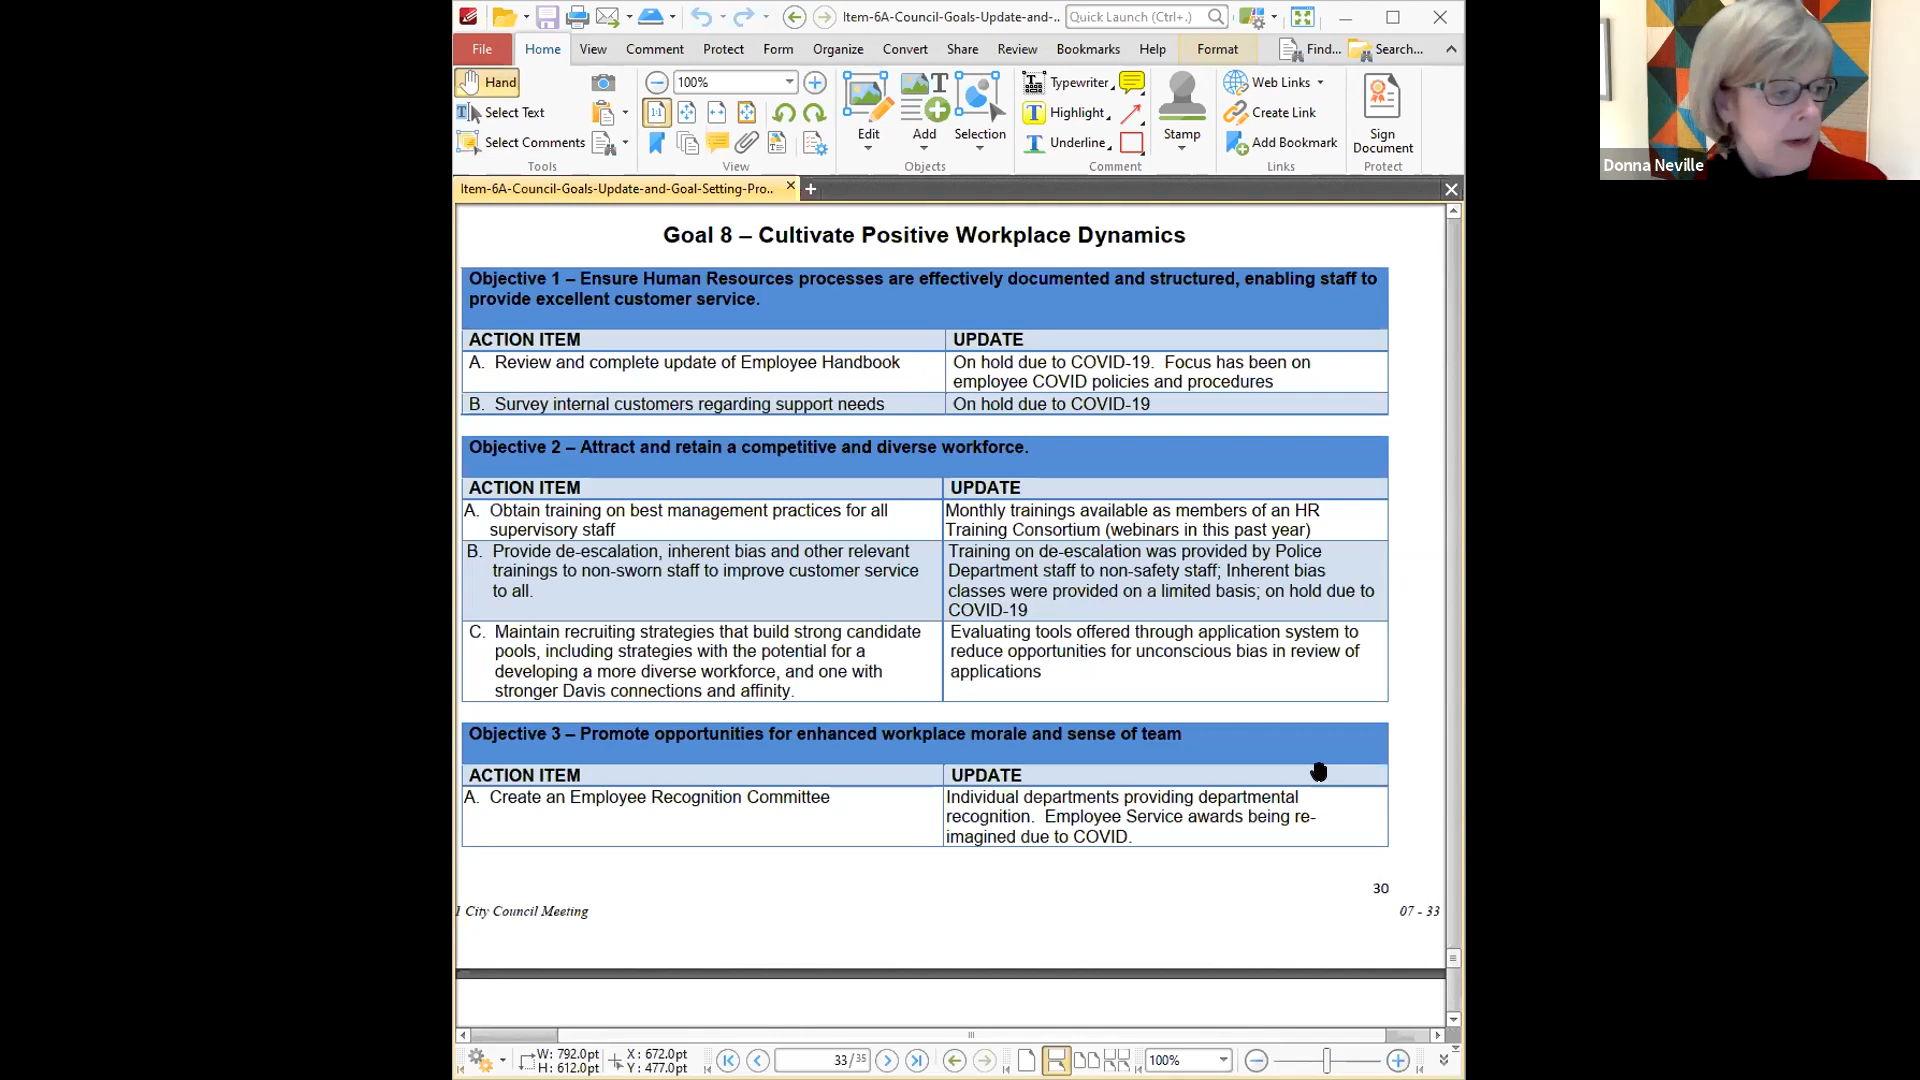 Item-6A-Council-Goals-Update-and-..
Quick Launch (Ctrl+.)
File Home View Comment Protect Form Organize Convert Share Review Bookmarks Help Format Find... Search...
Hand
100%
Typewriter
Web Links
Select Text
Highlight
Create Link
Select Comments
Edit Add Selection
Underline
Stamp
Add Bookmark
Sign Document
Tools View Objects Comment Links Protect
Item-6A-Council-Goals-Update-and-Goal-Setting-Pro..
Donna Neville
Goal 8 – Cultivate Positive Workplace Dynamics
Objective 1 – Ensure Human Resources processes are effectively documented and structured, enabling staff to
provide excellent customer service.
ACTION ITEM UPDATE
A. Review and complete update of Employee Handbook
On hold due to COVID-19. Focus has been on
employee COVID policies and procedures
B. Survey internal customers regarding support needs
On hold due to COVID-19
Objective 2 – Attract and retain a competitive and diverse workforce.
ACTION ITEM UPDATE
A. Obtain training on best management practices for all
supervisory staff
Monthly trainings available as members of an HR
Training Consortium (webinars in this past year)
B. Provide de-escalation, inherent bias and other relevant
trainings to non-sworn staff to improve customer service
to all.
Training on de-escalation was provided by Police
Department staff to non-safety staff; Inherent bias
classes were provided on a limited basis; on hold due to
COVID-19
C. Maintain recruiting strategies that build strong candidate
pools, including strategies with the potential for a
developing a more diverse workforce, and one with
stronger Davis connections and affinity.
Evaluating tools offered through application system to
reduce opportunities for unconscious bias in review of
applications
Objective 3 – Promote opportunities for enhanced workplace morale and sense of team
ACTION ITEM UPDATE
A. Create an Employee Recognition Committee
Individual departments providing departmental
recognition. Employee Service awards being re-
imagined due to COVID.
30
1 City Council Meeting
07 - 33
W: 792.0pt
H: 612.0pt
X: 672.0pt
Y: 477.0pt
33 / 35
100%